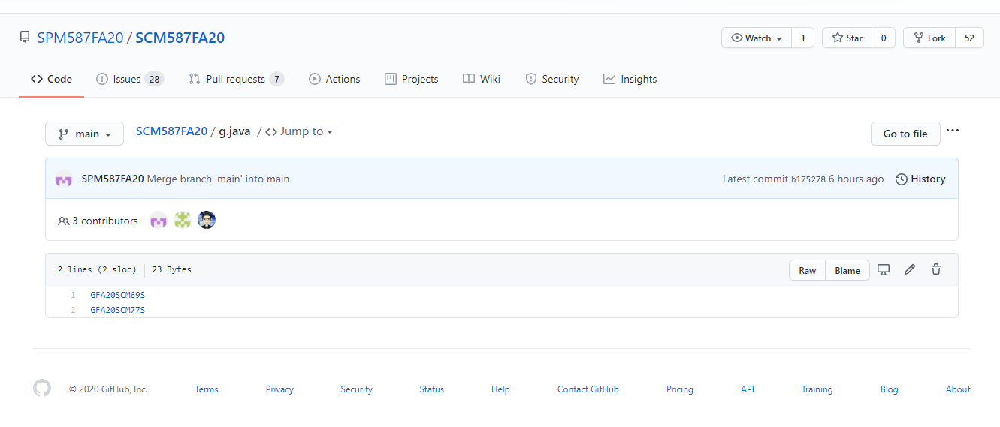 SPM587FA20 / SCM587FA20
Watch 1 Star 0 Fork 52
Code Issues 28 Pull requests 7 Actions Projects Wiki Security Insights
main SCM587FA20 / g.java / <> Jump to Go to file ...
SPM587FA20 Merge branch 'main' into main Latest commit b175278 6 hours ago History
3 contributors
2 lines (2 sloc) 23 Bytes Raw Blame
1 GFA20SCM69S
2 GFA20SCM77S
© 2020 GitHub, Inc. Terms Privacy Security Status Help Contact GitHub Pricing API Training Blog About